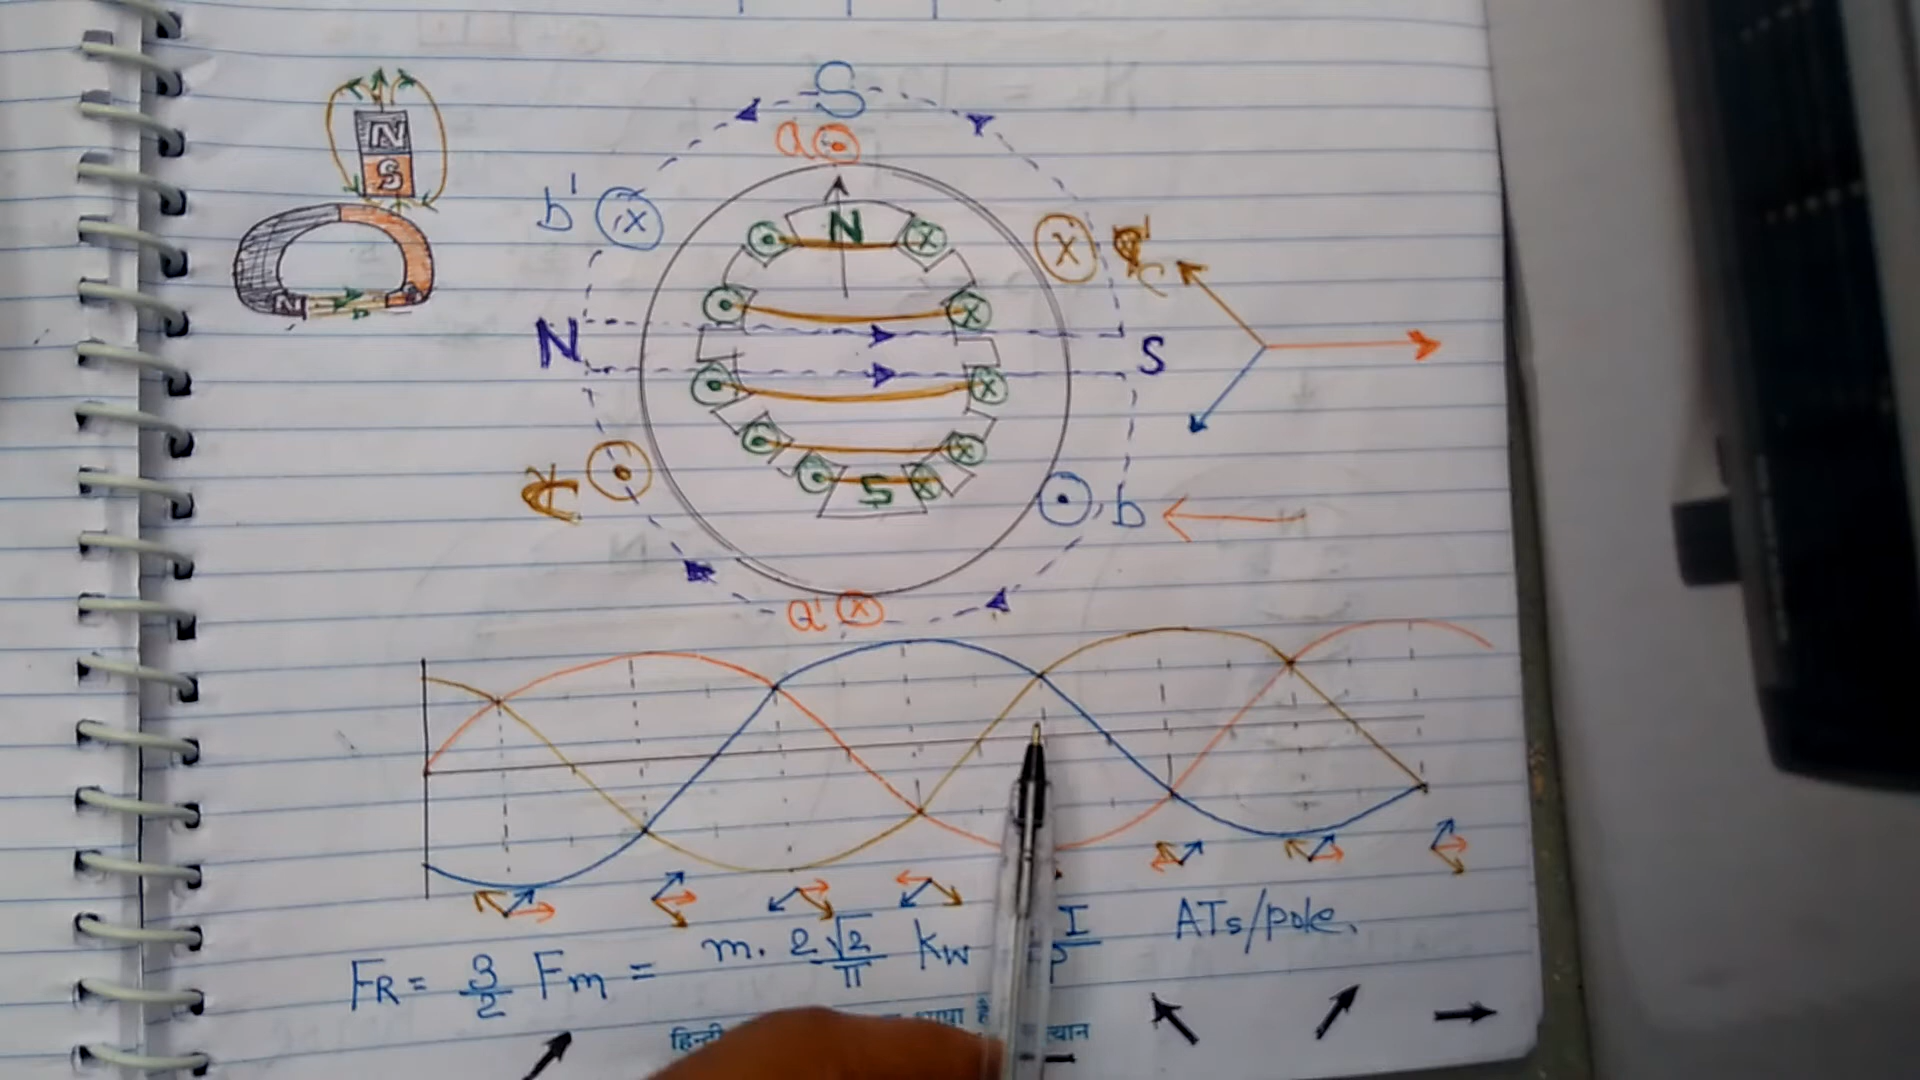 S
a
N
S
b'
N
c'
N
N
S
c
S
b
a'
FR = 3/2 Fm = m. 2√2/π kw I/P ATs/pole.